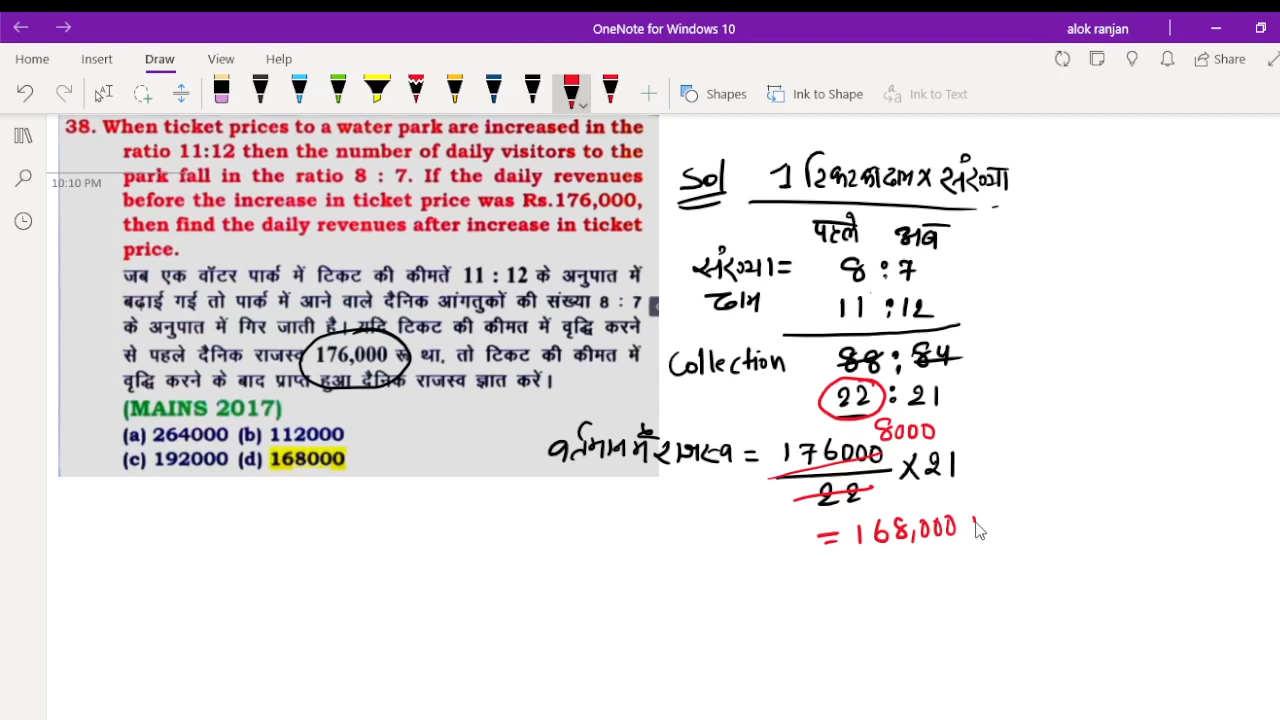 OneNote for Windows 10
alok ranjan
Home Insert Draw View Help
Share
Shapes Ink to Shape Ink to Text
10:10 PM
38. When ticket prices to a water park are increased in the
ratio 11:12 then the number of daily visitors to the
park fall in the ratio 8 : 7. If the daily revenues
before the increase in ticket price was Rs.176,000,
then find the daily revenues after increase in ticket
price.
जब एक वॉटर पार्क में टिकट की कीमतें 11 : 12 के अनुपात में
बढ़ाई गई तो पार्क में आने वाले दैनिक आंगतुकों की संख्या 8 : 7
के अनुपात में गिर जाती है। यदि टिकट की कीमत में वृद्धि करने
से पहले दैनिक राजस्व 176,000 रू था, तो टिकट की कीमत में
वृद्धि करने के बाद प्राप्त हुआ दैनिक राजस्व ज्ञात करें।
(MAINS 2017)
(a) 264000 (b) 112000
(c) 192000 (d) 168000
Sol 1 टिकट का दाम × संख्या
पहले अब
संख्या = 8 : 7
दाम 11 : 12
Collection 88 : 84
22 : 21
8000
वर्तमान में राजस्व = 176000 × 21
22
= 168,000